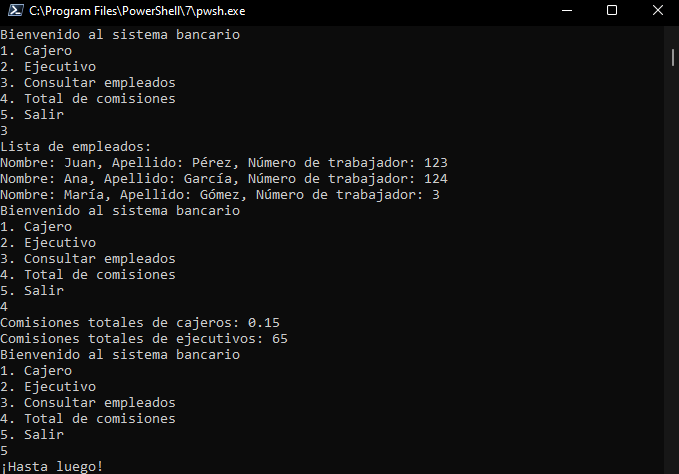 C:\Program Files\PowerShell\7\pwsh.exe
Bienvenido al sistema bancario
1. Cajero
2. Ejecutivo
3. Consultar empleados
4. Total de comisiones
5. Salir
3
Lista de empleados:
Nombre: Juan, Apellido: Pérez, Número de trabajador: 123
Nombre: Ana, Apellido: García, Número de trabajador: 124
Nombre: María, Apellido: Gómez, Número de trabajador: 3
Bienvenido al sistema bancario
1. Cajero
2. Ejecutivo
3. Consultar empleados
4. Total de comisiones
5. Salir
4
Comisiones totales de cajeros: 0.15
Comisiones totales de ejecutivos: 65
Bienvenido al sistema bancario
1. Cajero
2. Ejecutivo
3. Consultar empleados
4. Total de comisiones
5. Salir
5
¡Hasta luego!